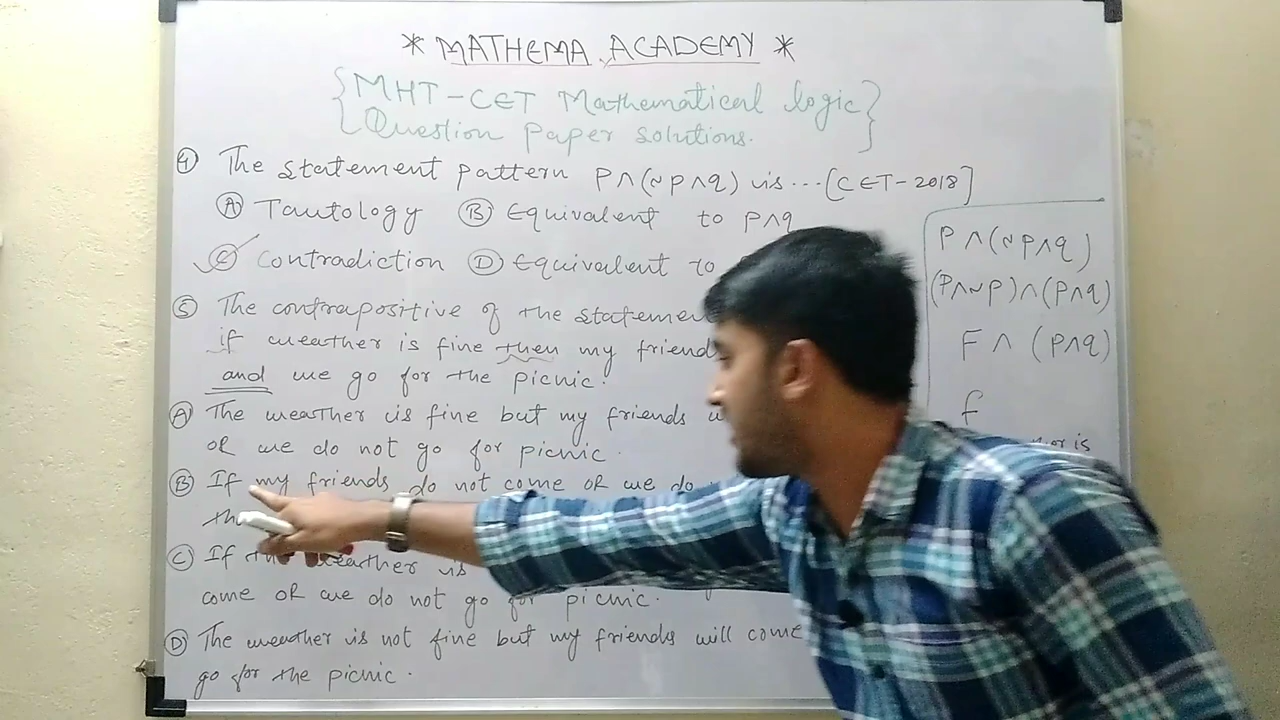 * MATHEMA ACADEMY *
{MHT-CET Mathematical logic
Question Paper solutions.}
④ The statement pattern P∧(~P∧q) is...[CET-2018]
Ⓐ Tautology Ⓑ Equivalent to P∧q
Ⓒ Contradiction Ⓓ Equivalent to
⑤ The contrapositive of the
if weather is fine then my
and we go for the picnic.
Ⓐ The weather is fine but my friends
OR we do not go for picnic.
Ⓑ If my friends do not come OR we do
Ⓒ If weather is
come OR we do not go for picnic.
Ⓓ The weather is not fine but my friends will come
go for the picnic.
P∧(~P∧q)
(P∧~P)∧(P∧q)
F∧(P∧q)
f
is